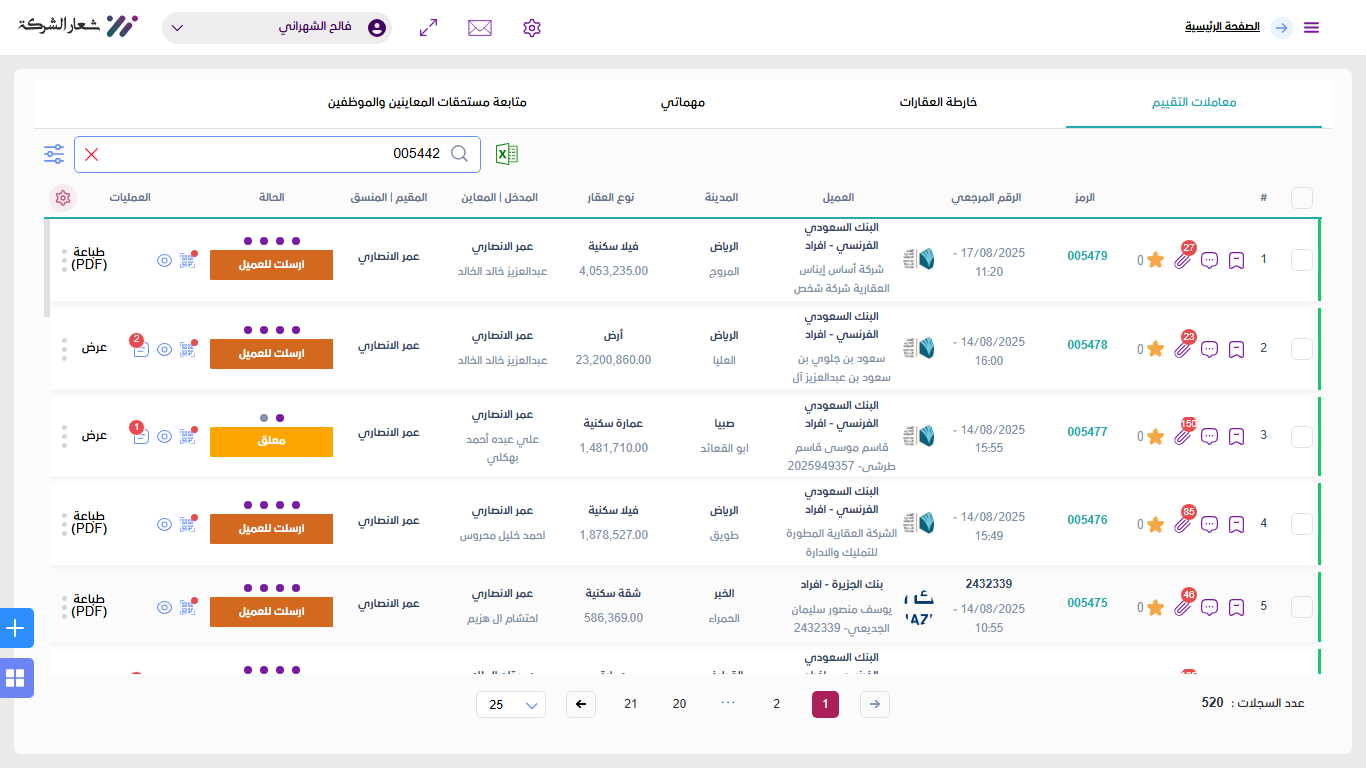 الصفحة الرئيسية
فالح الشهراني
شعار الشركة
معاملات التقييم
خارطة العقارات
مهماتي
متابعة مستحقات المعاينين والموظفين
005442
# الرمز الرقم المرجعي العميل المدينة نوع العقار المدخل | المعاين المقيم | المنسق الحالة العمليات
1
27
0
005479
17/08/2025 -
11:20
البنك السعودي
الفرنسي - افراد
شركة أساس إيناس
العقارية شركة شخص
الرياض
المروج
فيلا سكنية
4,053,235.00
عمر الانصاري
عبدالعزيز خالد الخالد
عمر الانصاري
ارسلت للعميل
طباعة
(PDF)
2
23
0
005478
14/08/2025 -
16:00
البنك السعودي
الفرنسي - افراد
سعود بن جلوي بن
سعود بن عبدالعزيز آل
الرياض
العليا
أرض
23,200,860.00
عمر الانصاري
عبدالعزيز خالد الخالد
عمر الانصاري
ارسلت للعميل
2
عرض
3
150
0
005477
14/08/2025 -
15:55
البنك السعودي
الفرنسي - افراد
قاسم موسى قاسم
طرشي- 2025949357
صبيا
ابو القعائد
عمارة سكنية
1,481,710.00
عمر الانصاري
علي عبده أحمد
بهكلي
عمر الانصاري
معلق
1
عرض
4
85
0
005476
14/08/2025 -
15:49
البنك السعودي
الفرنسي - افراد
الشركة العقارية المطورة
للتمليك والادارة
الرياض
طويق
فيلا سكنية
1,878,527.00
عمر الانصاري
احمد خليل محروس
عمر الانصاري
ارسلت للعميل
طباعة
(PDF)
5
46
0
005475
2432339
14/08/2025 -
10:55
بنك الجزيرة - افراد
يوسف منصور سليمان
الجديعي- 2432339
الخبر
الحمراء
شقة سكنية
586,369.00
عمر الانصاري
احتشام ال هزيم
عمر الانصاري
ارسلت للعميل
طباعة
(PDF)
البنك السعودي
عدد السجلات : 520
1
2
...
20
21
25